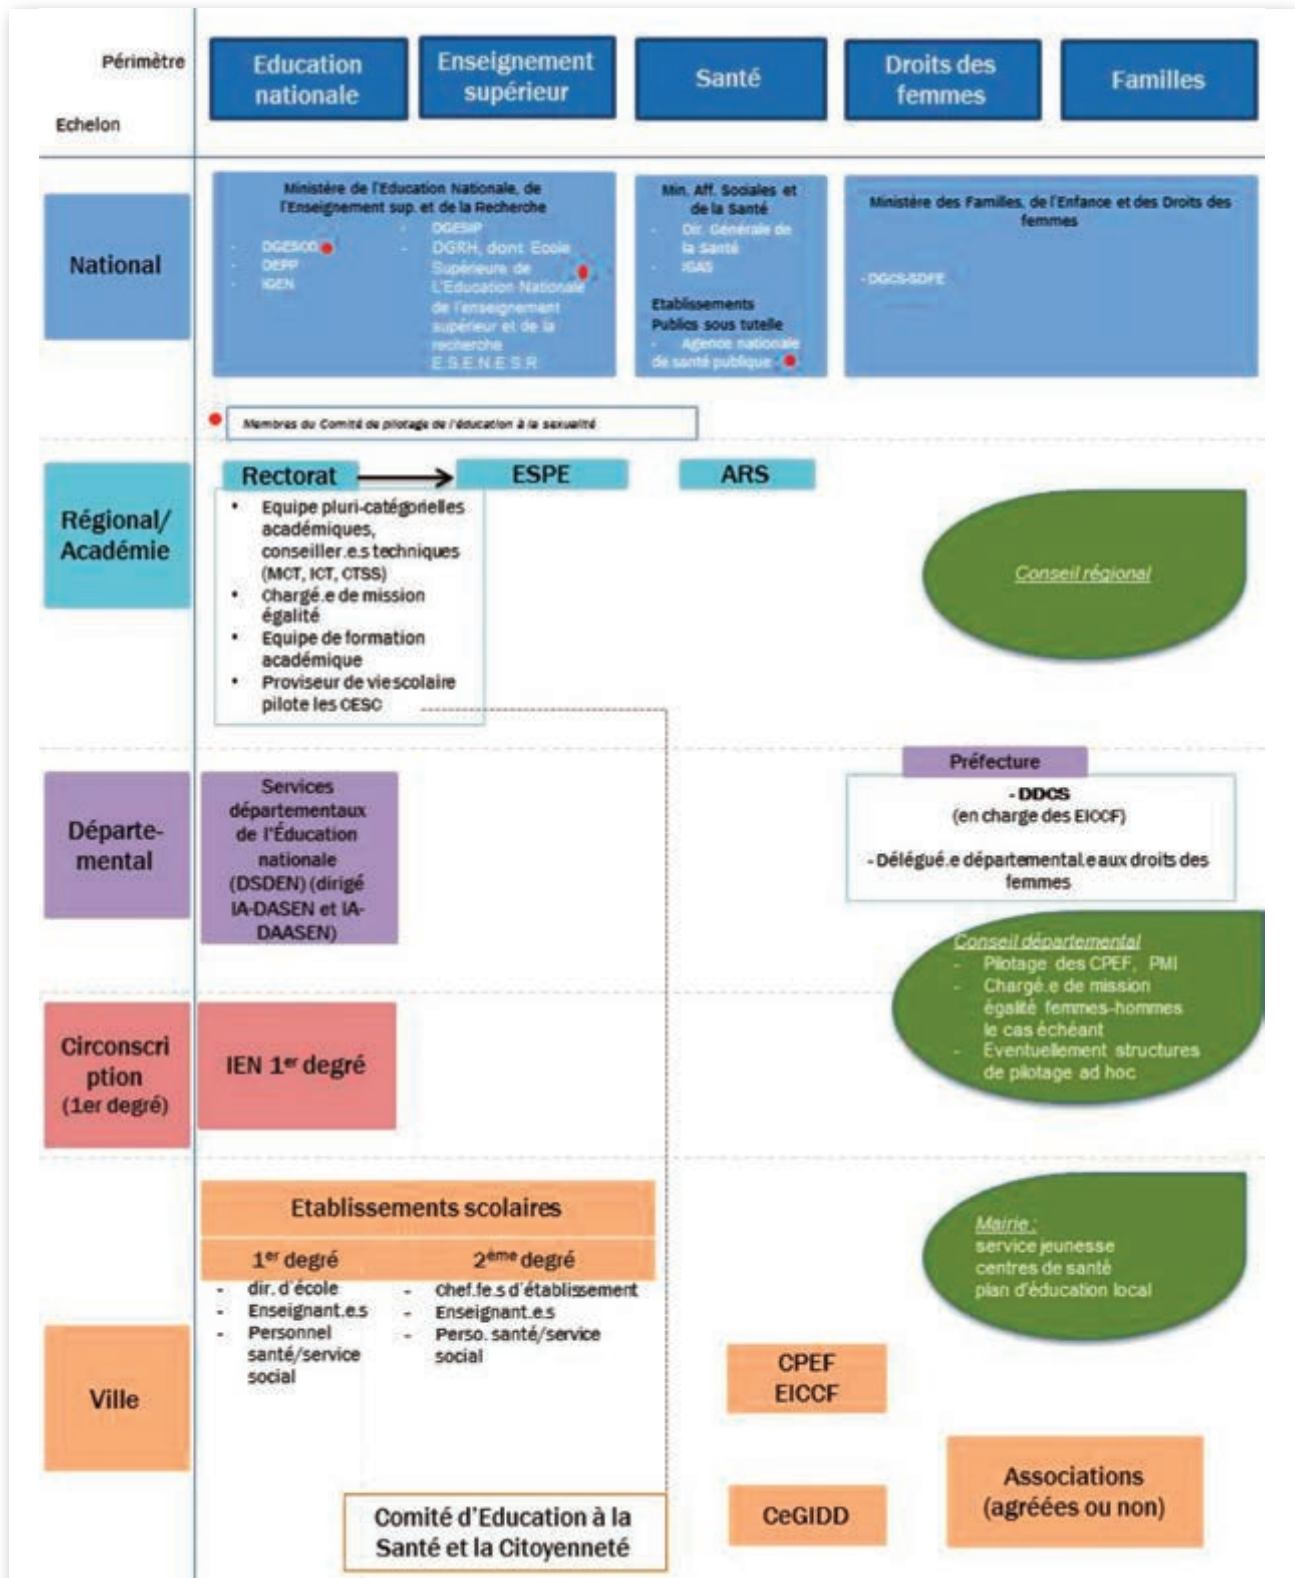 Périmètre
Echelon
Education
nationale
Enseignement
supérieur
Santé
Droits des
femmes
Familles
National
Ministère de l'Education Nationale, de
l'Enseignement sup. et de la Recherche
- DGESCO
- DEPP
- IGEN
- DGESIP
- DGRH, dont Ecole
Supérieure de
L'Education Nationale
de l'enseignement
supérieur et de la
recherche
E.S.E.N.E.S.R.
Min. Aff. Sociales et
de la Santé
- Dir. Générale de
la Santé
- IGAS
Etablissements
Publics sous tutelle
- Agence nationale
de santé publique
Ministère des Familles, de l'Enfance et des Droits des
femmes
- DGCS-SDFE
Membres du Comité de pilotage de l'éducation à la sexualité
Régional/
Académie
Rectorat
ESPE
ARS
• Equipe pluri-catégorielles
académiques,
conseiller.e.s techniques
(MCT, ICT, CTSS)
• Chargé.e de mission
égalité
• Equipe de formation
académique
• Proviseur de vie scolaire
pilote les CESC
Conseil régional
Départe-
mental
Services
départementaux
de l'Éducation
nationale
(DSDEN) (dirigé
IA-DASEN et IA-
DAASEN)
Préfecture
- DDCS
(en charge des EICCF)
- Délégué.e départemental.e aux droits des
femmes
Conseil départemental
- Pilotage des CPEF, PMI
- Chargé.e de mission
égalité femmes-hommes
le cas échéant
- Eventuellement structures
de pilotage ad hoc
Circonscri
ption
(1er degré)
IEN 1er degré
Ville
Etablissements scolaires
1er degré
2ème degré
- dir. d'école
- Enseignant.e.s
- Personnel
santé/service
social
- Chef.fe.s d'établissement
- Enseignant.e.s
- Perso. santé/service
social
Mairie :
service jeunesse
centres de santé
plan d'éducation local
CPEF
EICCF
CeGIDD
Associations
(agréées ou non)
Comité d'Education à la
Santé et la Citoyenneté